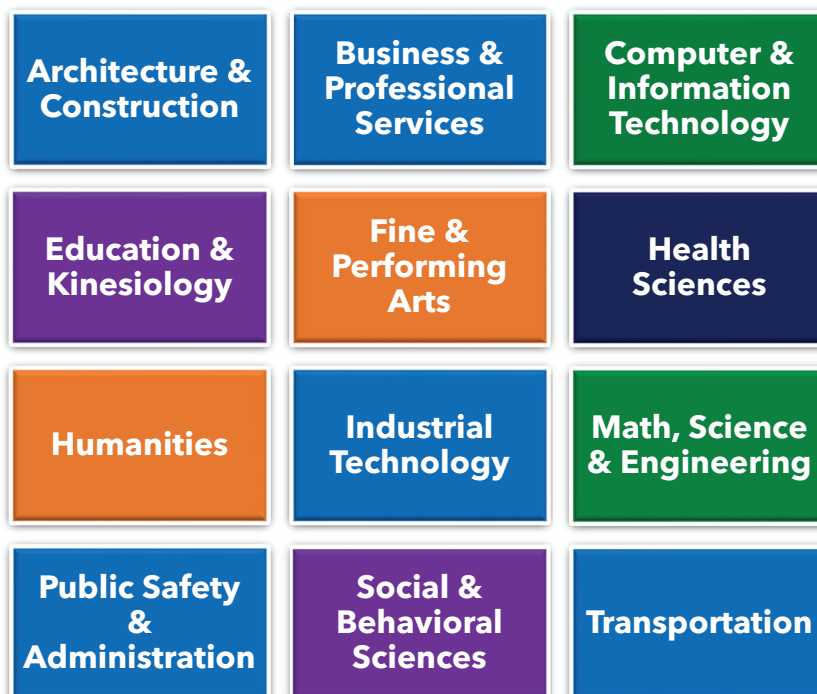 Architecture &
Construction
Business &
Professional
Services
Computer &
Information
Technology
Education &
Kinesiology
Fine &
Performing
Arts
Health
Sciences
Humanities
Industrial
Technology
Math, Science
& Engineering
Public Safety
&
Administration
Social &
Behavioral
Sciences
Transportation